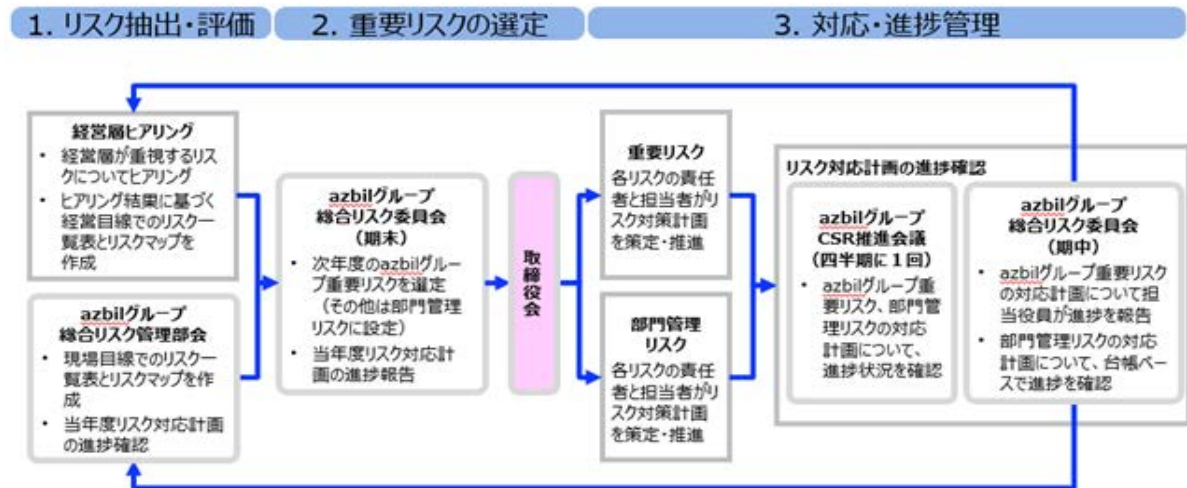 1. リスク抽出・評価
2. 重要リスクの選定
3. 対応・進捗管理
経営層ヒアリング
• 経営層が重視するリス
クについてヒアリング
• ヒアリング結果に基づく
経営目線でのリスク一
覧表とリスクマップを
作成
azbilグループ
総合リスク管理部会
• 現場目線でのリスク一
覧表とリスクマップを作
成
• 当年度リスク対応計画
の進捗確認
azbilグループ
総合リスク委員会
（期末）
• 次年度のazbilグルー
プ重要リスクを選定
（その他は部門管理
リスクに設定）
• 当年度リスク対応計
画の進捗報告
取締役会
重要リスク
各リスクの責任
者と担当者がリ
スク対策計画
を策定・推進
部門管理
リスク
各リスクの責任
者と担当者がリ
スク対策計画
を策定・推進
リスク対応計画の進捗確認
azbilグループ
CSR推進会議
（四半期に１回）
• azbilグループ重
要リスク、部門管
理リスクの対応
計画について、
進捗状況を確認
azbilグループ
総合リスク委員会
（期中）
• azbilグループ重要リスク
の対応計画について担
当役員が進捗を報告
• 部門管理リスクの対応
計画について、台帳ベー
スで進捗を確認